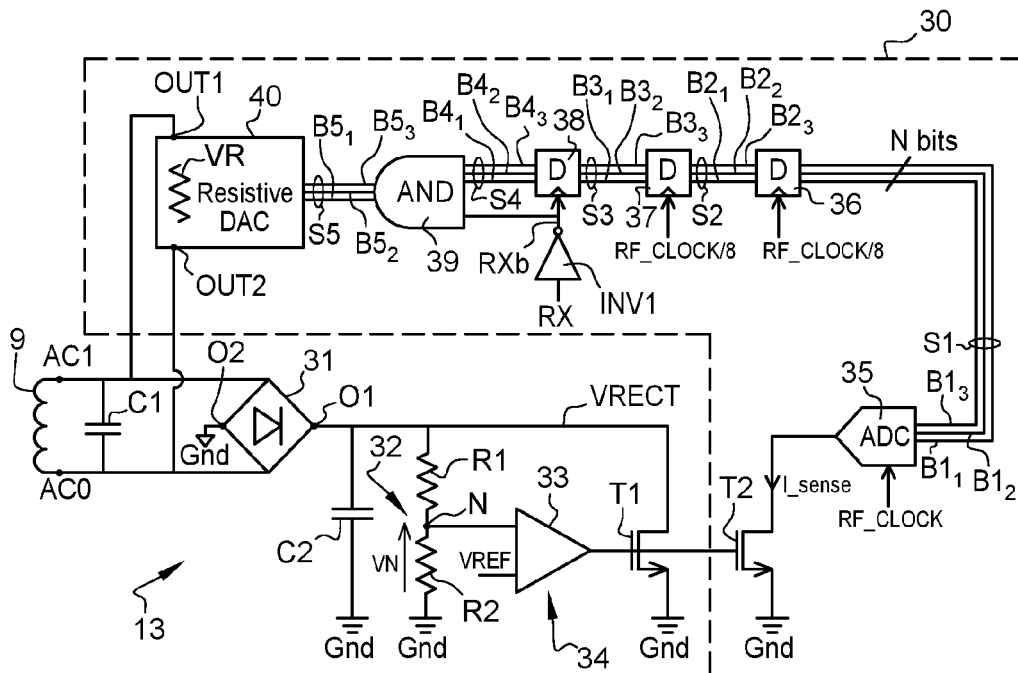 30
OUT1
40
VR
Resistive
DAC
B5₁
B5₃
S5
B5₂
AND
39
B4₁
B4₂
B4₃
S4
38
D
B3₁
B3₂
B3₃
S3
D
37
RF_CLOCK/8
B2₁
B2₂
B2₃
S2
D
36
RF_CLOCK/8
N bits
RXb
INV1
RX
OUT2
S1
9
AC1
O2
31
C1
Gnd
O1
AC0
VRECT
32
R1
N
C2
VN
R2
VREF
33
34
T1
T2
I_sense
35
ADC
B1₃
B1₁
B1₂
RF_CLOCK
13
Gnd
Gnd
Gnd
Gnd